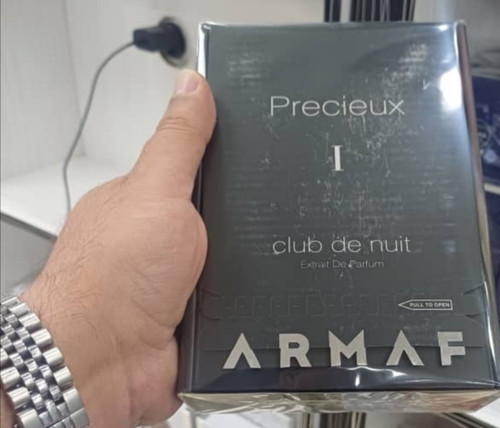 Precieux
I
club de nuit
Extrait De Parfum
PULL TO OPEN
ARMAF